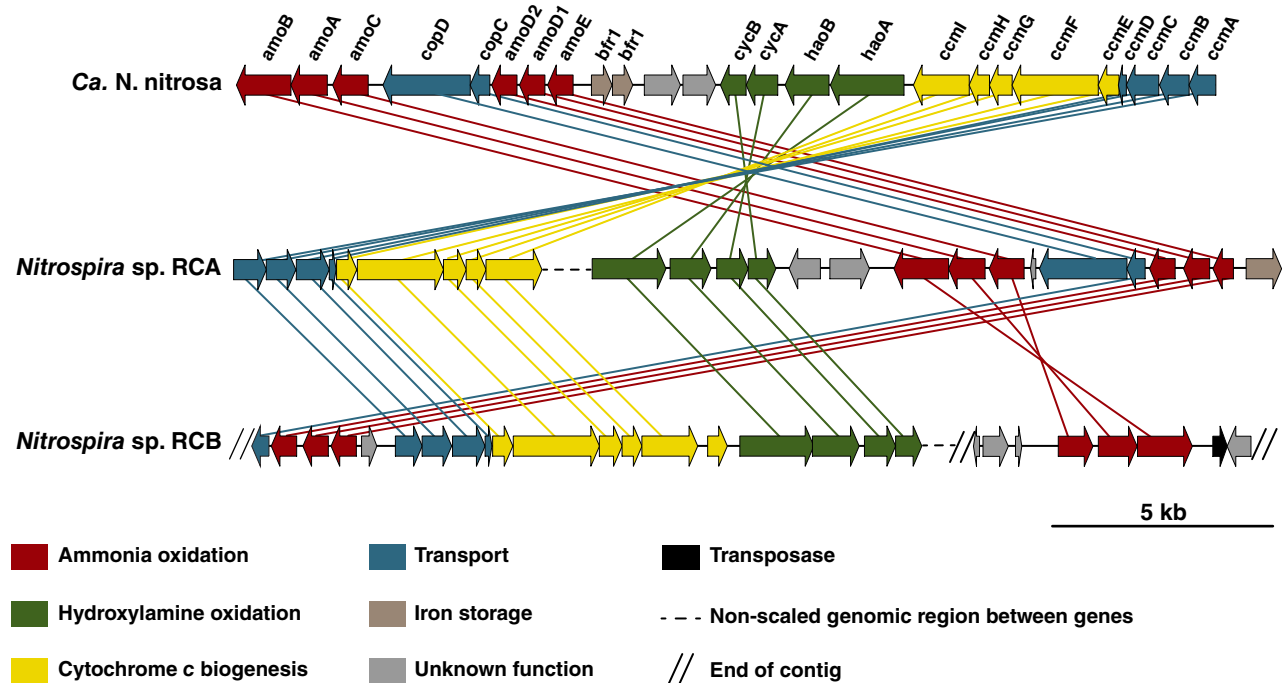 amoB amoA amoC copD copC amoD2 amoD1 amoE bfr1 bfr1 cycB cycA haoB haoA ccmI ccmH ccmG ccmF ccmE ccmD ccmC ccmB ccmA
Ca. N. nitrosa
Nitrospira sp. RCA
Nitrospira sp. RCB
5 kb
Ammonia oxidation Transport Transposase
Hydroxylamine oxidation Iron storage Non-scaled genomic region between genes
Cytochrome c biogenesis Unknown function End of contig